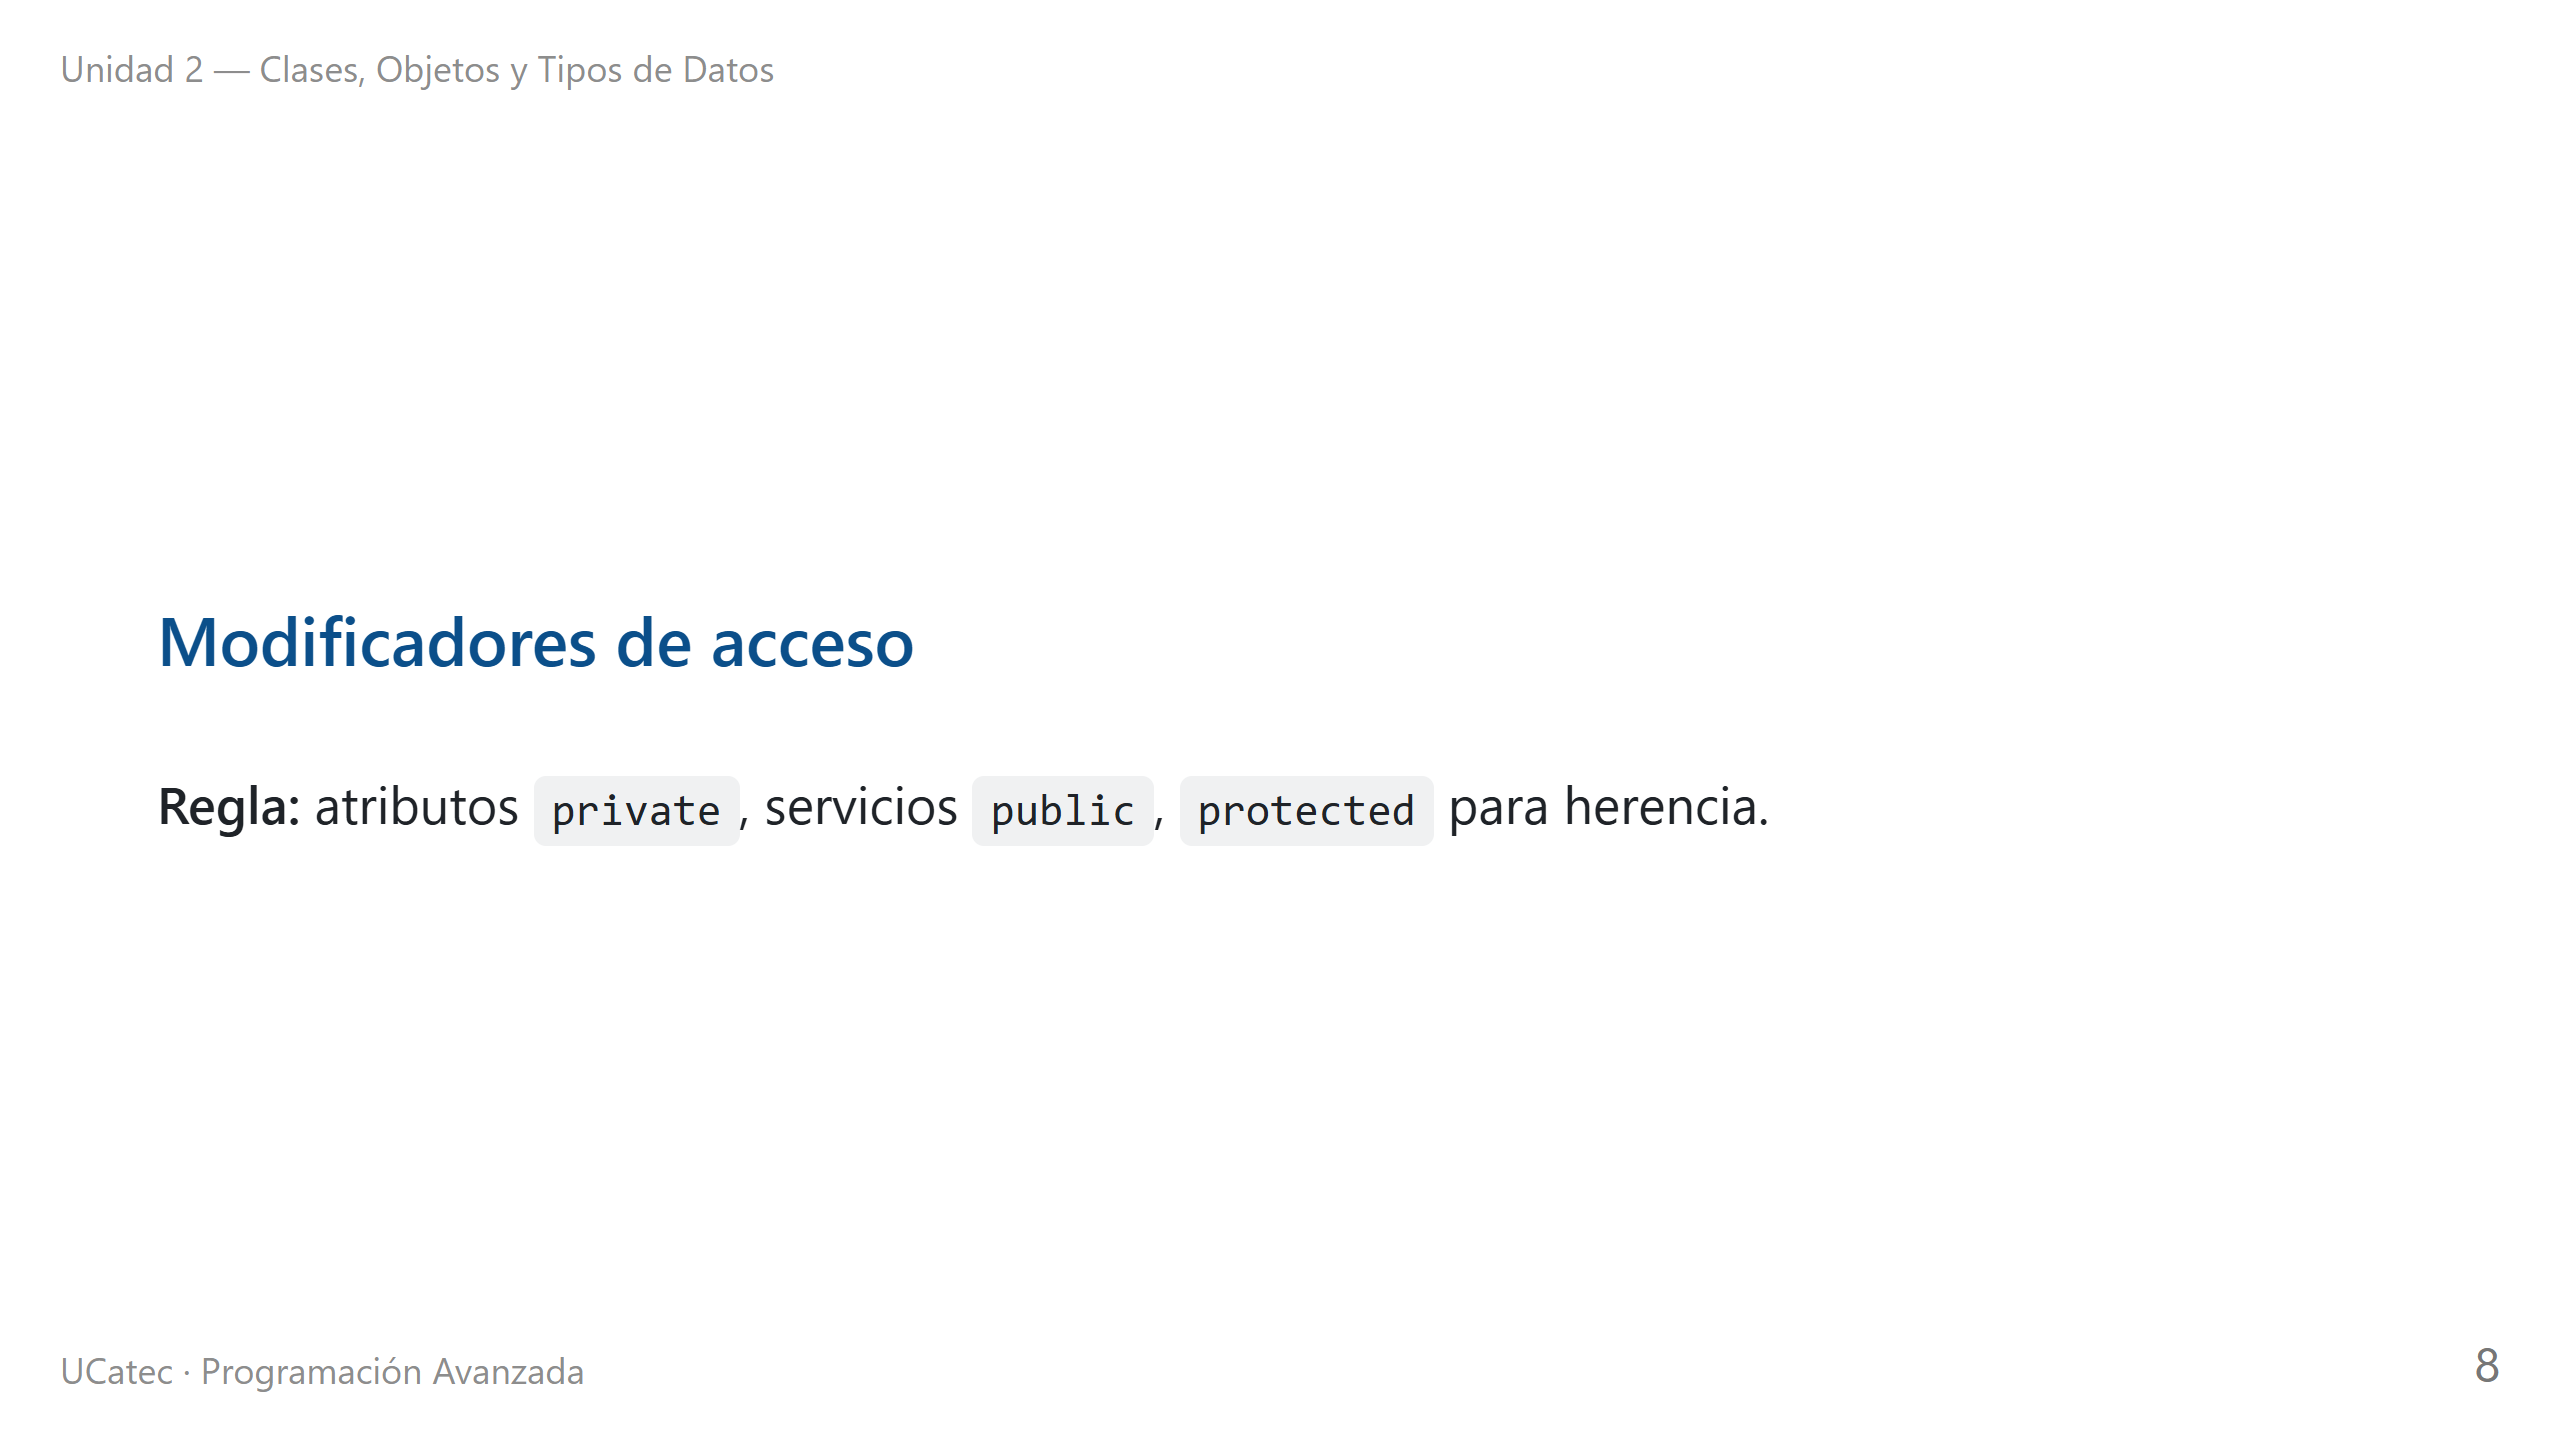 Unidad 2 — Clases, Objetos y Tipos de Datos
Modificadores de acceso
Regla: atributos private, servicios public, protected para herencia.
UCatec · Programación Avanzada
8